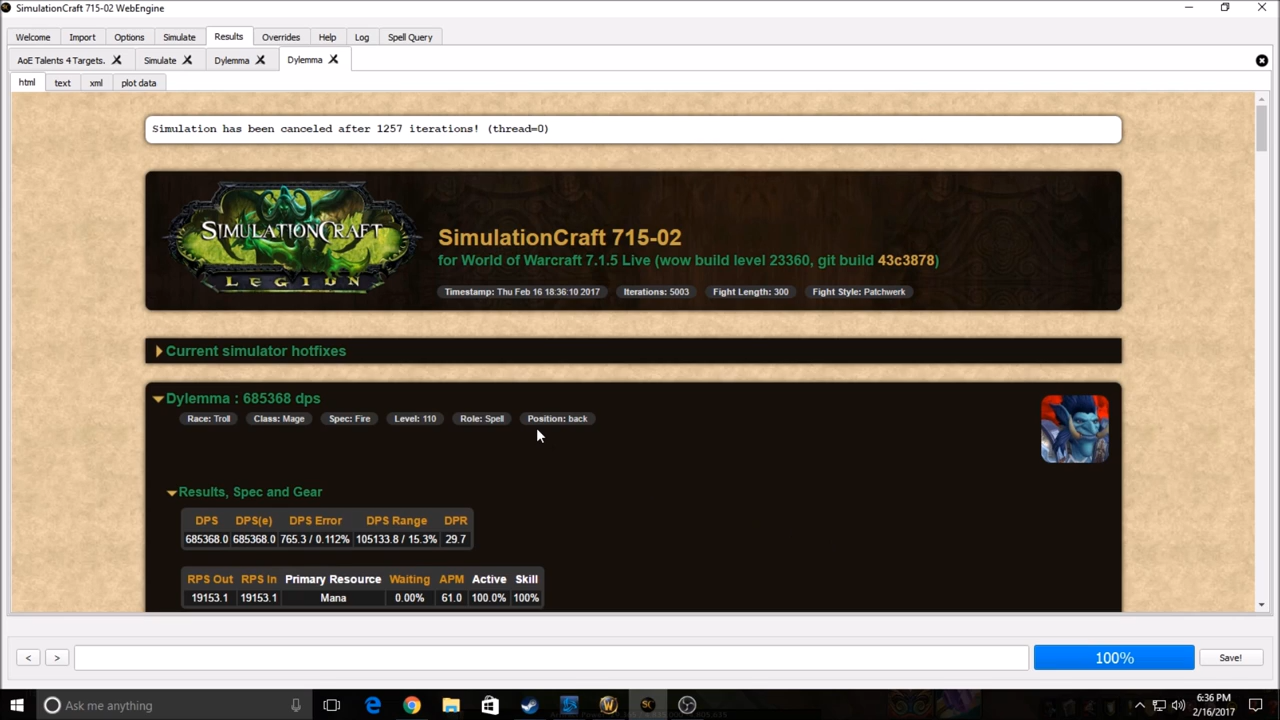 SimulationCraft 715-02 WebEngine
Welcome Import Options Simulate Results Overrides Help Log Spell Query
AoE Talents 4 Targets. Simulate Dylemma Dylemma
html text xml plot data
Simulation has been canceled after 1257 iterations! (thread=0)
SIMULATIONCRAFT
LEGION
SimulationCraft 715-02
for World of Warcraft 7.1.5 Live (wow build level 23360, git build 43c3878)
Timestamp: Thu Feb 16 18:36:10 2017 Iterations: 5003 Fight Length: 300 Fight Style: Patchwerk
Current simulator hotfixes
Dylemma : 685368 dps
Race: Troll Class: Mage Spec: Fire Level: 110 Role: Spell Position: back
Results, Spec and Gear
DPS DPS(e) DPS Error DPS Range DPR
685368.0 685368.0 765.3 / 0.112% 105133.8 / 15.3% 29.7
RPS Out RPS In Primary Resource Waiting APM Active Skill
19153.1 19153.1 Mana 0.00% 61.0 100.0% 100%
< > 100% Save!
Ask me anything
6:36 PM
2/16/2017